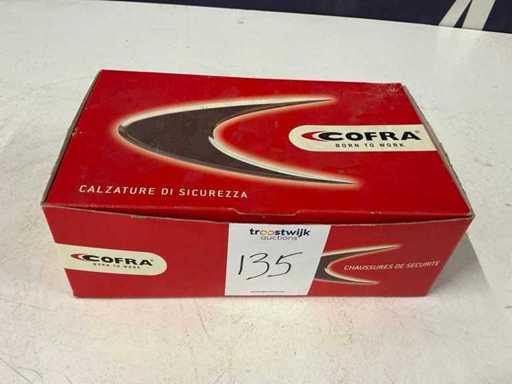 COFRA
BORN TO WORK
CALZATURE DI SICUREZZA
COFRA
BORN TO WORK
troostwijk
auctions
135
CHAUSSURES DE SECURITE